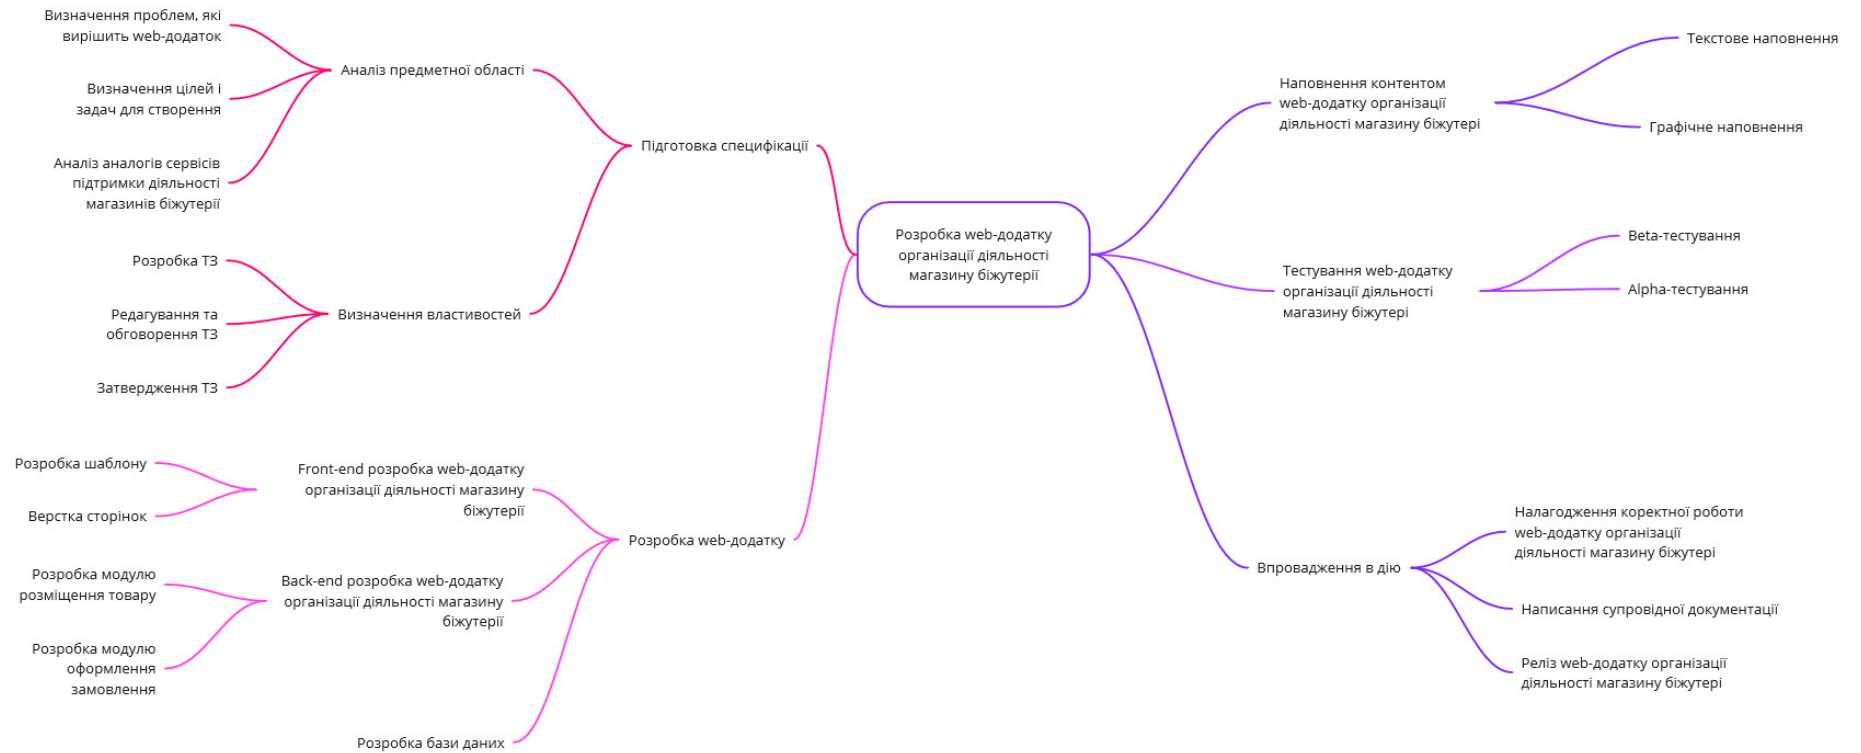 Визначення проблем, які
вирішить web-додаток
Визначення цілей і
задач для створення
Аналіз аналогів сервісів
підтримки діяльності
магазинів біжутерії
Аналіз предметної області
Розробка ТЗ
Редагування та
обговорення ТЗ
Затвердження ТЗ
Визначення властивостей
Підготовка специфікації
Розробка шаблону
Верстка сторінок
Front-end розробка web-додатку
організації діяльності магазину
біжутерії
Розробка модулю
розміщення товару
Розробка модулю
оформлення
замовлення
Back-end розробка web-додатку
організації діяльності магазину
біжутерії
Розробка бази даних
Розробка web-додатку
Розробка web-додатку
організації діяльності
магазину біжутерії
Наповнення контентом
web-додатку організації
діяльності магазину біжутері
Текстове наповнення
Графічне наповнення
Тестування web-додатку
організації діяльності
магазину біжутері
Beta-тестування
Alpha-тестування
Впровадження в дію
Налагодження коректної роботи
web-додатку організації
діяльності магазину біжутері
Написання супровідної документації
Реліз web-додатку організації
діяльності магазину біжутері